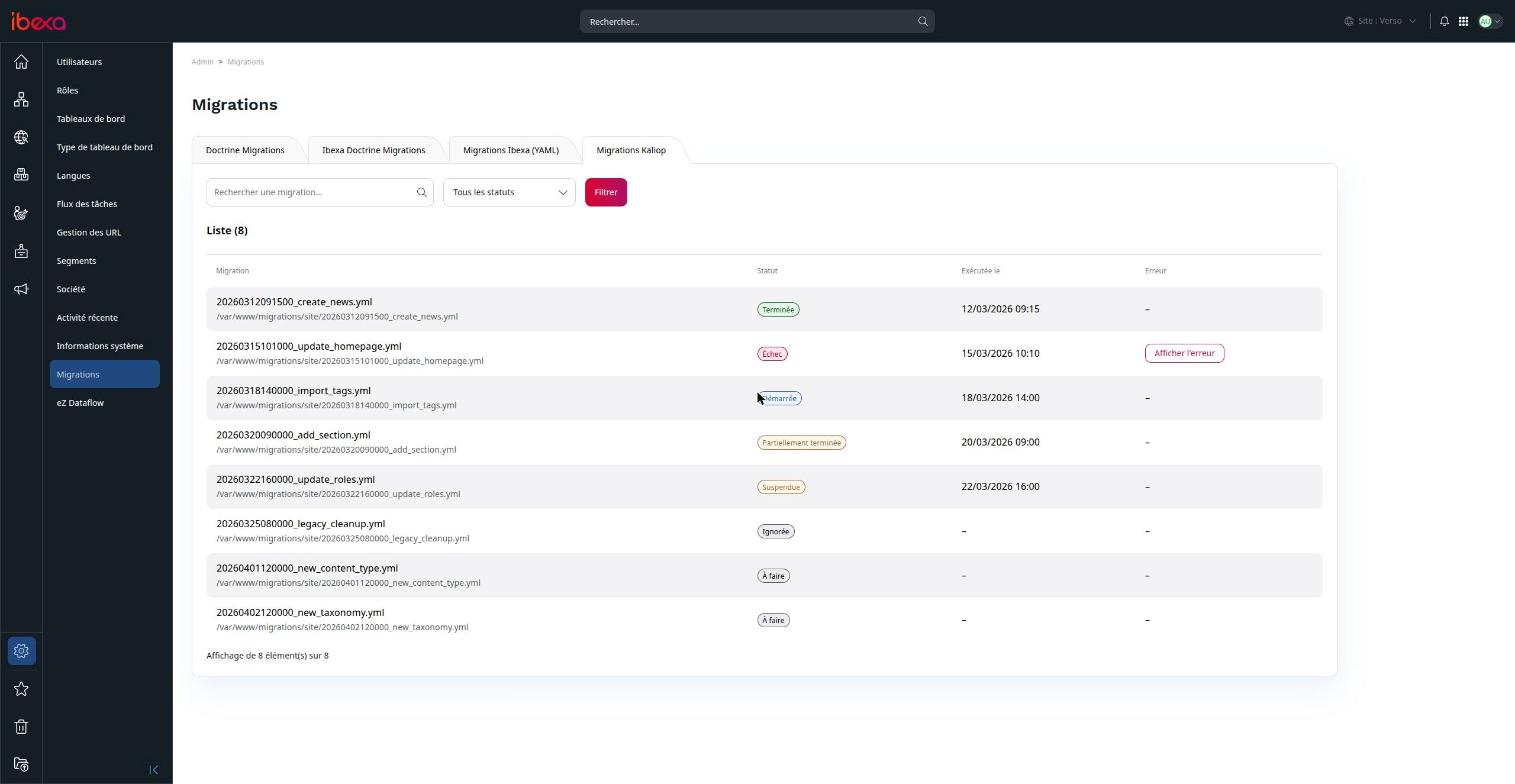 ibexa
Rechercher...
Site : Verso
AU
Utilisateurs
Rôles
Tableaux de bord
Type de tableau de bord
Langues
Flux des tâches
Gestion des URL
Segments
Société
Activité récente
Informations système
Migrations
eZ Dataflow
Admin > Migrations
Migrations
Doctrine Migrations
Ibexa Doctrine Migrations
Migrations Ibexa (YAML)
Migrations Kaliop
Rechercher une migration...
Tous les statuts
Filtrer
Liste (8)
Migration Statut Exécutée le Erreur
20260312091500_create_news.yml
/var/www/migrations/site/20260312091500_create_news.yml
Terminée 12/03/2026 09:15 –
20260315101000_update_homepage.yml
/var/www/migrations/site/20260315101000_update_homepage.yml
Échec 15/03/2026 10:10 Afficher l'erreur
20260318140000_import_tags.yml
/var/www/migrations/site/20260318140000_import_tags.yml
Démarrée 18/03/2026 14:00 –
20260320090000_add_section.yml
/var/www/migrations/site/20260320090000_add_section.yml
Partiellement terminée 20/03/2026 09:00 –
20260322160000_update_roles.yml
/var/www/migrations/site/20260322160000_update_roles.yml
Suspendue 22/03/2026 16:00 –
20260325080000_legacy_cleanup.yml
/var/www/migrations/site/20260325080000_legacy_cleanup.yml
Ignorée – –
20260401120000_new_content_type.yml
/var/www/migrations/site/20260401120000_new_content_type.yml
À faire – –
20260402120000_new_taxonomy.yml
/var/www/migrations/site/20260402120000_new_taxonomy.yml
À faire – –
Affichage de 8 élément(s) sur 8